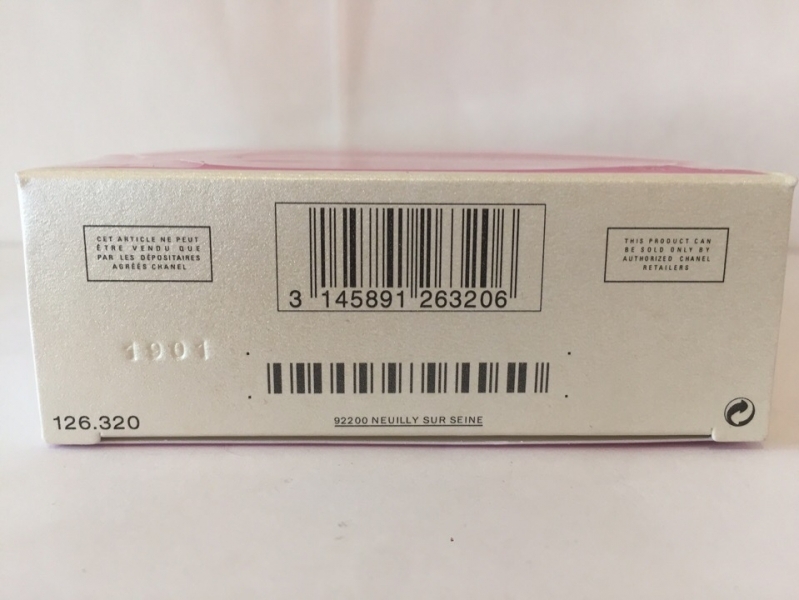 CET ARTICLE NE PEUT
ÊTRE VENDU QUE
PAR LES DÉPOSITAIRES
AGRÉÉS CHANEL
3 145891 263206
THIS PRODUCT CAN
BE SOLD ONLY BY
AUTHORIZED CHANEL
RETAILERS
1901
126.320
92200 NEUILLY SUR SEINE